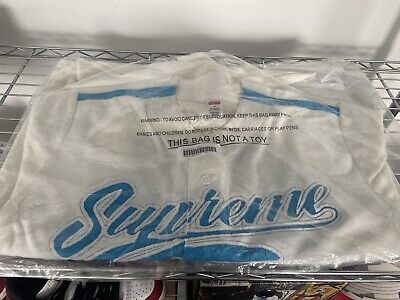 Supreme
WARNING - TO AVOID DANGER OF SUFFOCATION, KEEP THIS BAG AWAY FROM
BABIES AND CHILDREN. DO NOT USE IN CRIBS, BEDS, CARRIAGES OR PLAY PENS
THIS BAG IS NOT A TOY
Supreme